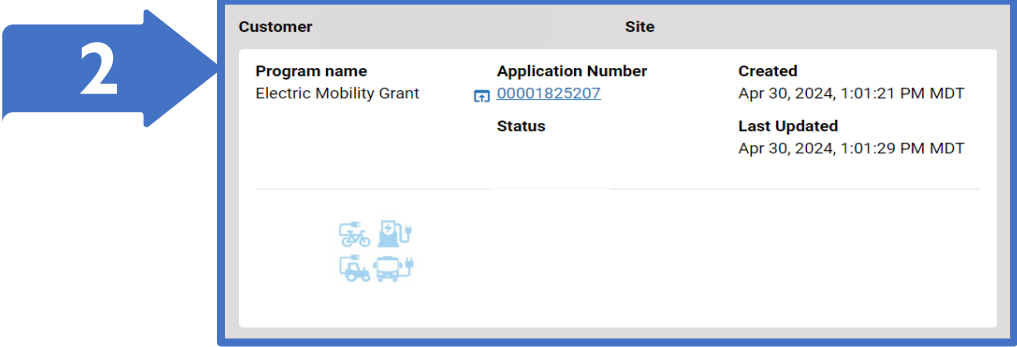 2
Customer
Site
Program name
Application Number
Created
Electric Mobility Grant
00001825207
Apr 30, 2024, 1:01:21 PM MDT
Status
Last Updated
Apr 30, 2024, 1:01:29 PM MDT